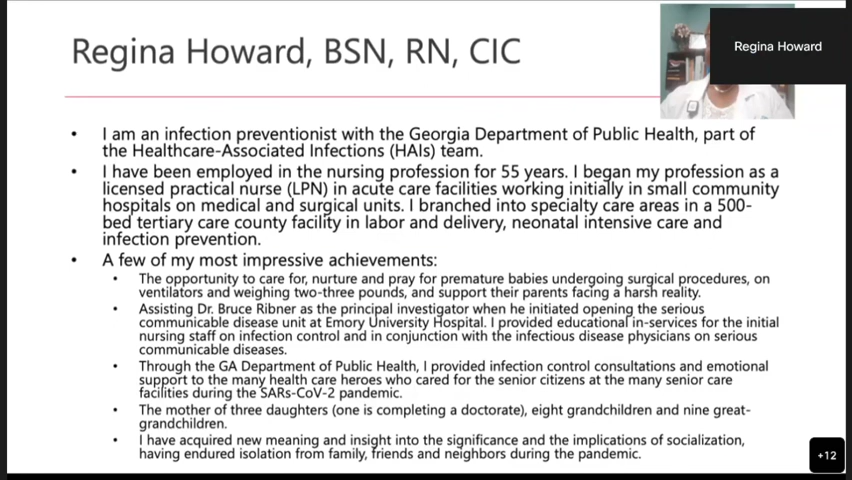 Regina Howard, BSN, RN, CIC
Regina Howard
• I am an infection preventionist with the Georgia Department of Public Health, part of
the Healthcare-Associated Infections (HAIs) team.
• I have been employed in the nursing profession for 55 years. I began my profession as a
licensed practical nurse (LPN) in acute care facilities working initially in small community
hospitals on medical and surgical units. I branched into specialty care areas in a 500-
bed tertiary care county facility in labor and delivery, neonatal intensive care and
infection prevention.
• A few of my most impressive achievements:
• The opportunity to care for, nurture and pray for premature babies undergoing surgical procedures, on
ventilators and weighing two-three pounds, and support their parents facing a harsh reality.
• Assisting Dr. Bruce Ribner as the principal investigator when he initiated opening the serious
communicable disease unit at Emory University Hospital. I provided educational in-services for the initial
nursing staff on infection control and in conjunction with the infectious disease physicians on serious
communicable diseases.
• Through the GA Department of Public Health, I provided infection control consultations and emotional
support to the many health care heroes who cared for the senior citizens at the many senior care
facilities during the SARs-CoV-2 pandemic.
• The mother of three daughters (one is completing a doctorate), eight grandchildren and nine great-
grandchildren.
• I have acquired new meaning and insight into the significance and the implications of socialization,
having endured isolation from family, friends and neighbors during the pandemic.
+12